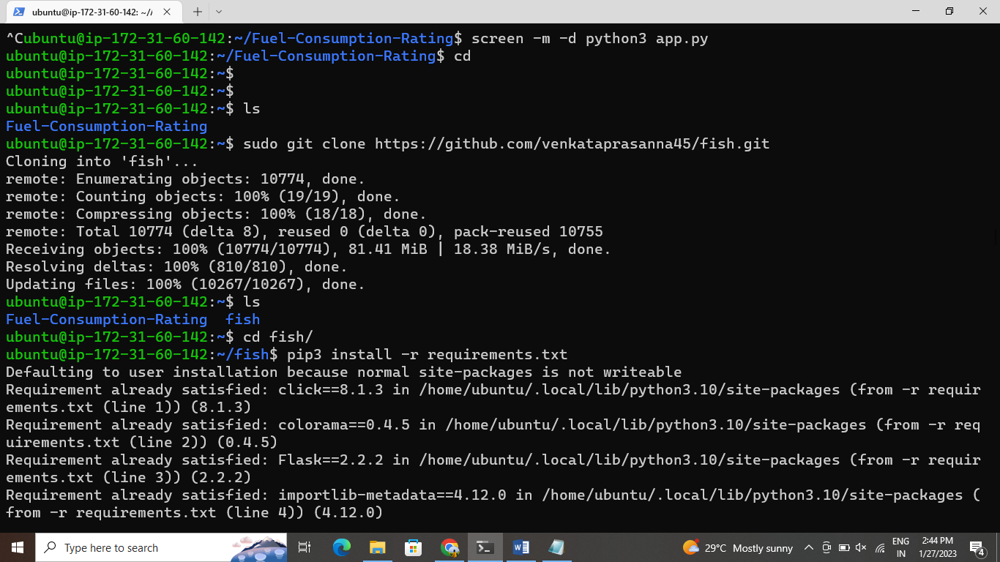 ubuntu@ip-172-31-60-142: ~/
^Cubuntu@ip-172-31-60-142:~/Fuel-Consumption-Rating$ screen -m -d python3 app.py
ubuntu@ip-172-31-60-142:~/Fuel-Consumption-Rating$ cd
ubuntu@ip-172-31-60-142:~$
ubuntu@ip-172-31-60-142:~$
ubuntu@ip-172-31-60-142:~$ ls
Fuel-Consumption-Rating
ubuntu@ip-172-31-60-142:~$ sudo git clone https://github.com/venkataprasanna45/fish.git
Cloning into 'fish'...
remote: Enumerating objects: 10774, done.
remote: Counting objects: 100% (19/19), done.
remote: Compressing objects: 100% (18/18), done.
remote: Total 10774 (delta 8), reused 0 (delta 0), pack-reused 10755
Receiving objects: 100% (10774/10774), 81.41 MiB | 18.38 MiB/s, done.
Resolving deltas: 100% (810/810), done.
Updating files: 100% (10267/10267), done.
ubuntu@ip-172-31-60-142:~$ ls
Fuel-Consumption-Rating  fish
ubuntu@ip-172-31-60-142:~$ cd fish/
ubuntu@ip-172-31-60-142:~/fish$ pip3 install -r requirements.txt
Defaulting to user installation because normal site-packages is not writeable
Requirement already satisfied: click==8.1.3 in /home/ubuntu/.local/lib/python3.10/site-packages (from -r requir
ements.txt (line 1)) (8.1.3)
Requirement already satisfied: colorama==0.4.5 in /home/ubuntu/.local/lib/python3.10/site-packages (from -r req
uirements.txt (line 2)) (0.4.5)
Requirement already satisfied: Flask==2.2.2 in /home/ubuntu/.local/lib/python3.10/site-packages (from -r requir
ements.txt (line 3)) (2.2.2)
Requirement already satisfied: importlib-metadata==4.12.0 in /home/ubuntu/.local/lib/python3.10/site-packages (
from -r requirements.txt (line 4)) (4.12.0)
Type here to search
29°C Mostly sunny
ENG
IN
2:44 PM
1/27/2023
4